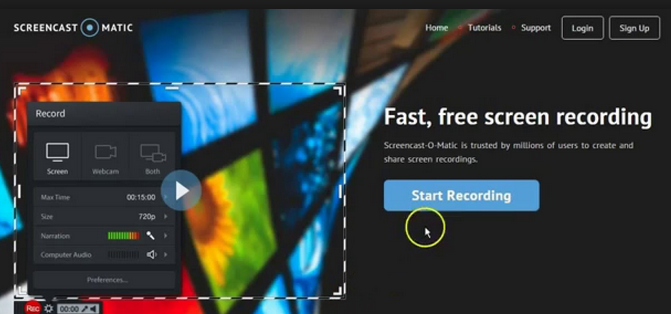 SCREENCAST O MATIC
Home Tutorials Support Login Sign Up
Record
Screen Webcam Both
Max Time 00:15:00
Size 720p
Narration
Computer Audio
Preferences...
Rec 00:00
Fast, free screen recording
Screencast-O-Matic is trusted by millions of users to create and
share screen recordings.
Start Recording